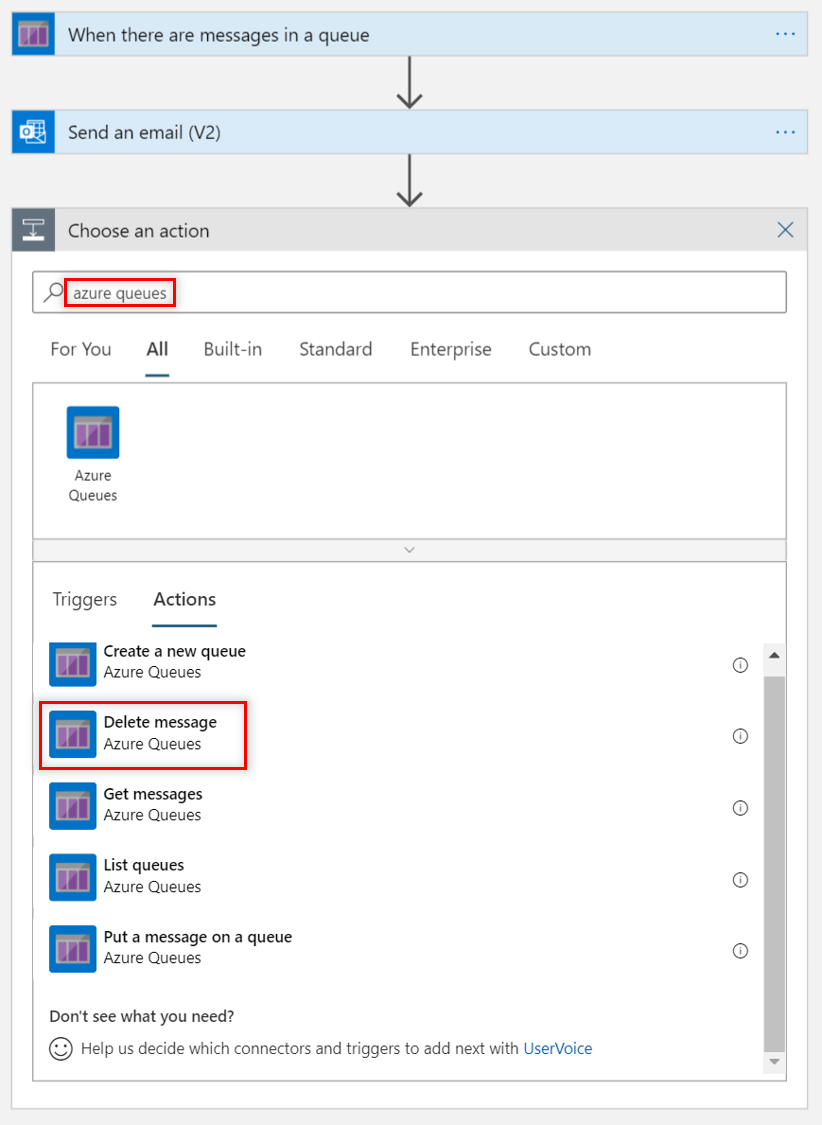 When there are messages in a queue
Send an email (V2)
Choose an action
azure queues
For You All Built-in Standard Enterprise Custom
Azure
Queues
Triggers Actions
Create a new queue
Azure Queues
Delete message
Azure Queues
Get messages
Azure Queues
List queues
Azure Queues
Put a message on a queue
Azure Queues
Don't see what you need?
Help us decide which connectors and triggers to add next with UserVoice